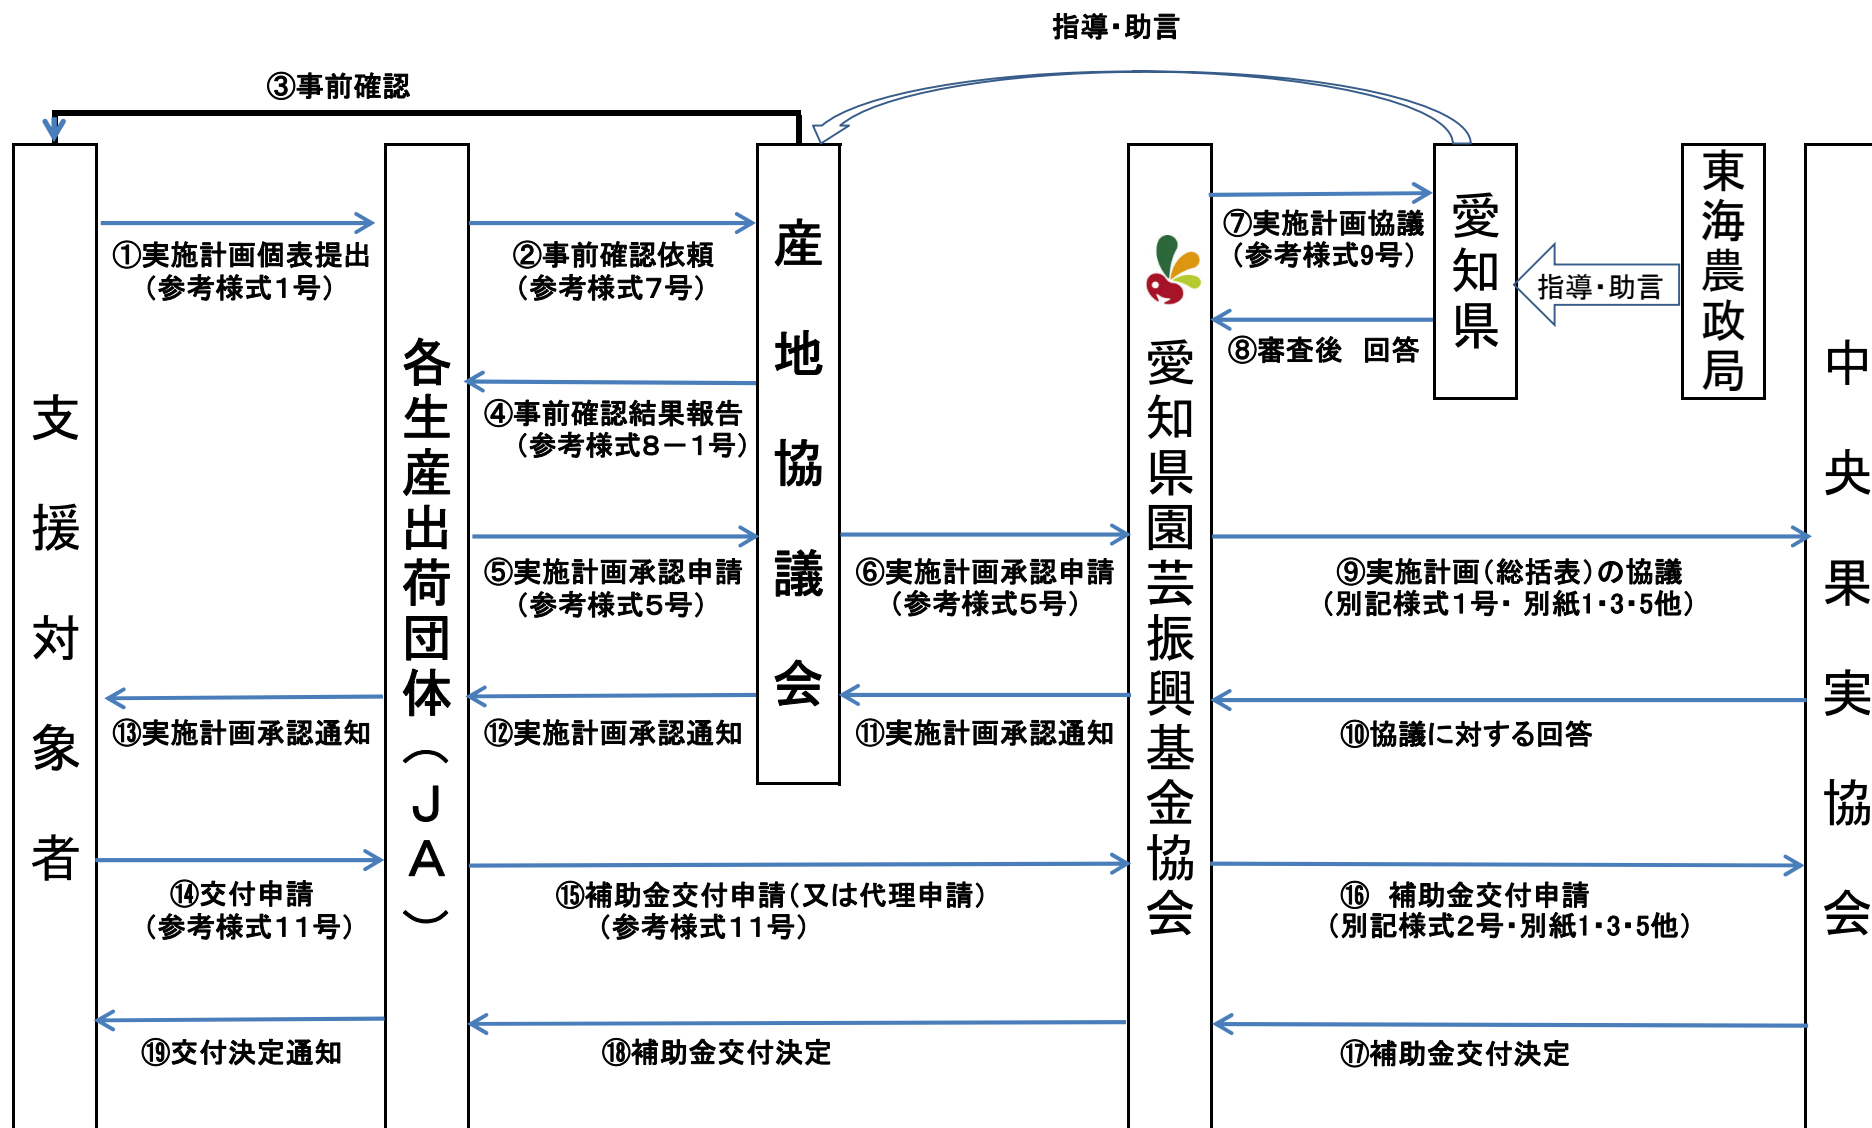 指導・助言
③事前確認
支援対象者
各生産出荷団体（ＪＡ）
産地協議会
愛知県園芸振興基金協会
愛知県
東海農政局
中央果実協会
指導・助言
①実施計画個表提出
（参考様式１号）
②事前確認依頼
（参考様式７号）
④事前確認結果報告
（参考様式８－１号）
⑤実施計画承認申請
（参考様式５号）
⑥実施計画承認申請
（参考様式５号）
⑦実施計画協議
（参考様式9号）
⑧審査後　回答
⑨実施計画（総括表）の協議
（別記様式１号・ 別紙1・3・5他）
⑩協議に対する回答
⑪実施計画承認通知
⑫実施計画承認通知
⑬実施計画承認通知
⑭交付申請
（参考様式１１号）
⑮補助金交付申請（又は代理申請）
（参考様式11号）
⑯　補助金交付申請
（別記様式２号・別紙1・3・5他）
⑰補助金交付決定
⑱補助金交付決定
⑲交付決定通知